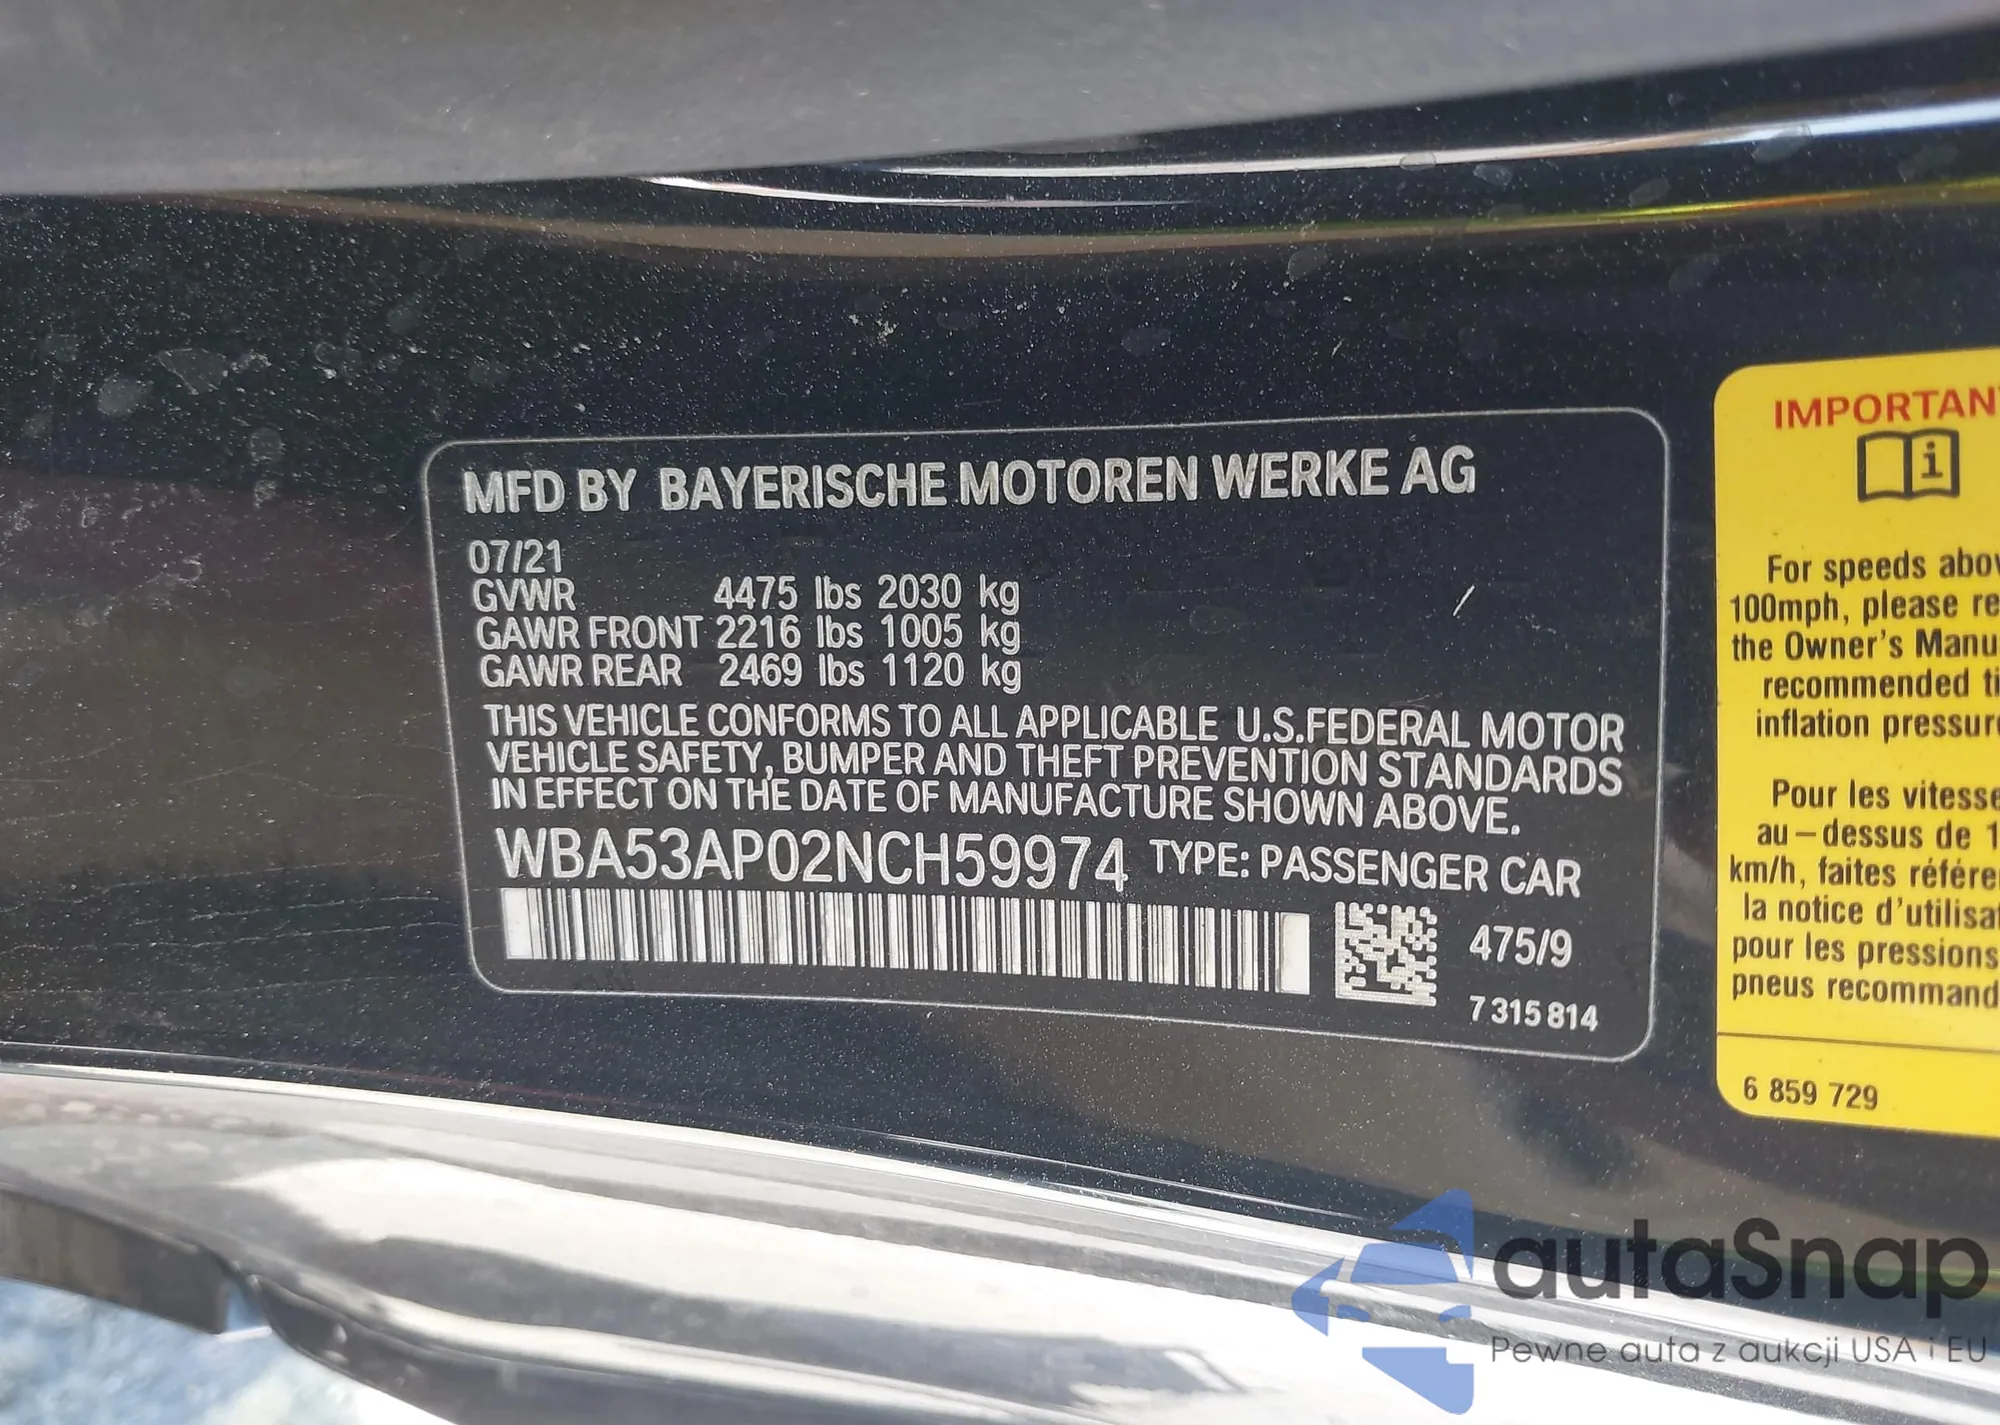 MFD BY BAYERISCHE MOTOREN WERKE AG
07/21
GVWR 4475 lbs 2030 kg
GAWR FRONT 2216 lbs 1005 kg
GAWR REAR 2469 lbs 1120 kg
THIS VEHICLE CONFORMS TO ALL APPLICABLE U.S.FEDERAL MOTOR
VEHICLE SAFETY, BUMPER AND THEFT PREVENTION STANDARDS
IN EFFECT ON THE DATE OF MANUFACTURE SHOWN ABOVE.
WBA53AP02NCH59974 TYPE: PASSENGER CAR
475/9
7 315 814
IMPORTANT
i
For speeds abov
100mph, please re
the Owner's Manu
recommended ti
inflation pressure
Pour les vitesse
au-dessus de 1
km/h, faites référe
la notice d'utilisat
pour les pressions
pneus recommand
6 859 729
autaSnap
Pewne auta z aukcji USA i EU